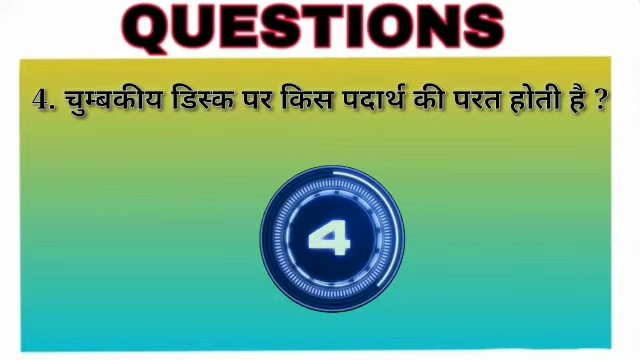 QUESTIONS
4. चुम्बकीय डिस्क पर किस पदार्थ की परत होती है ?
4